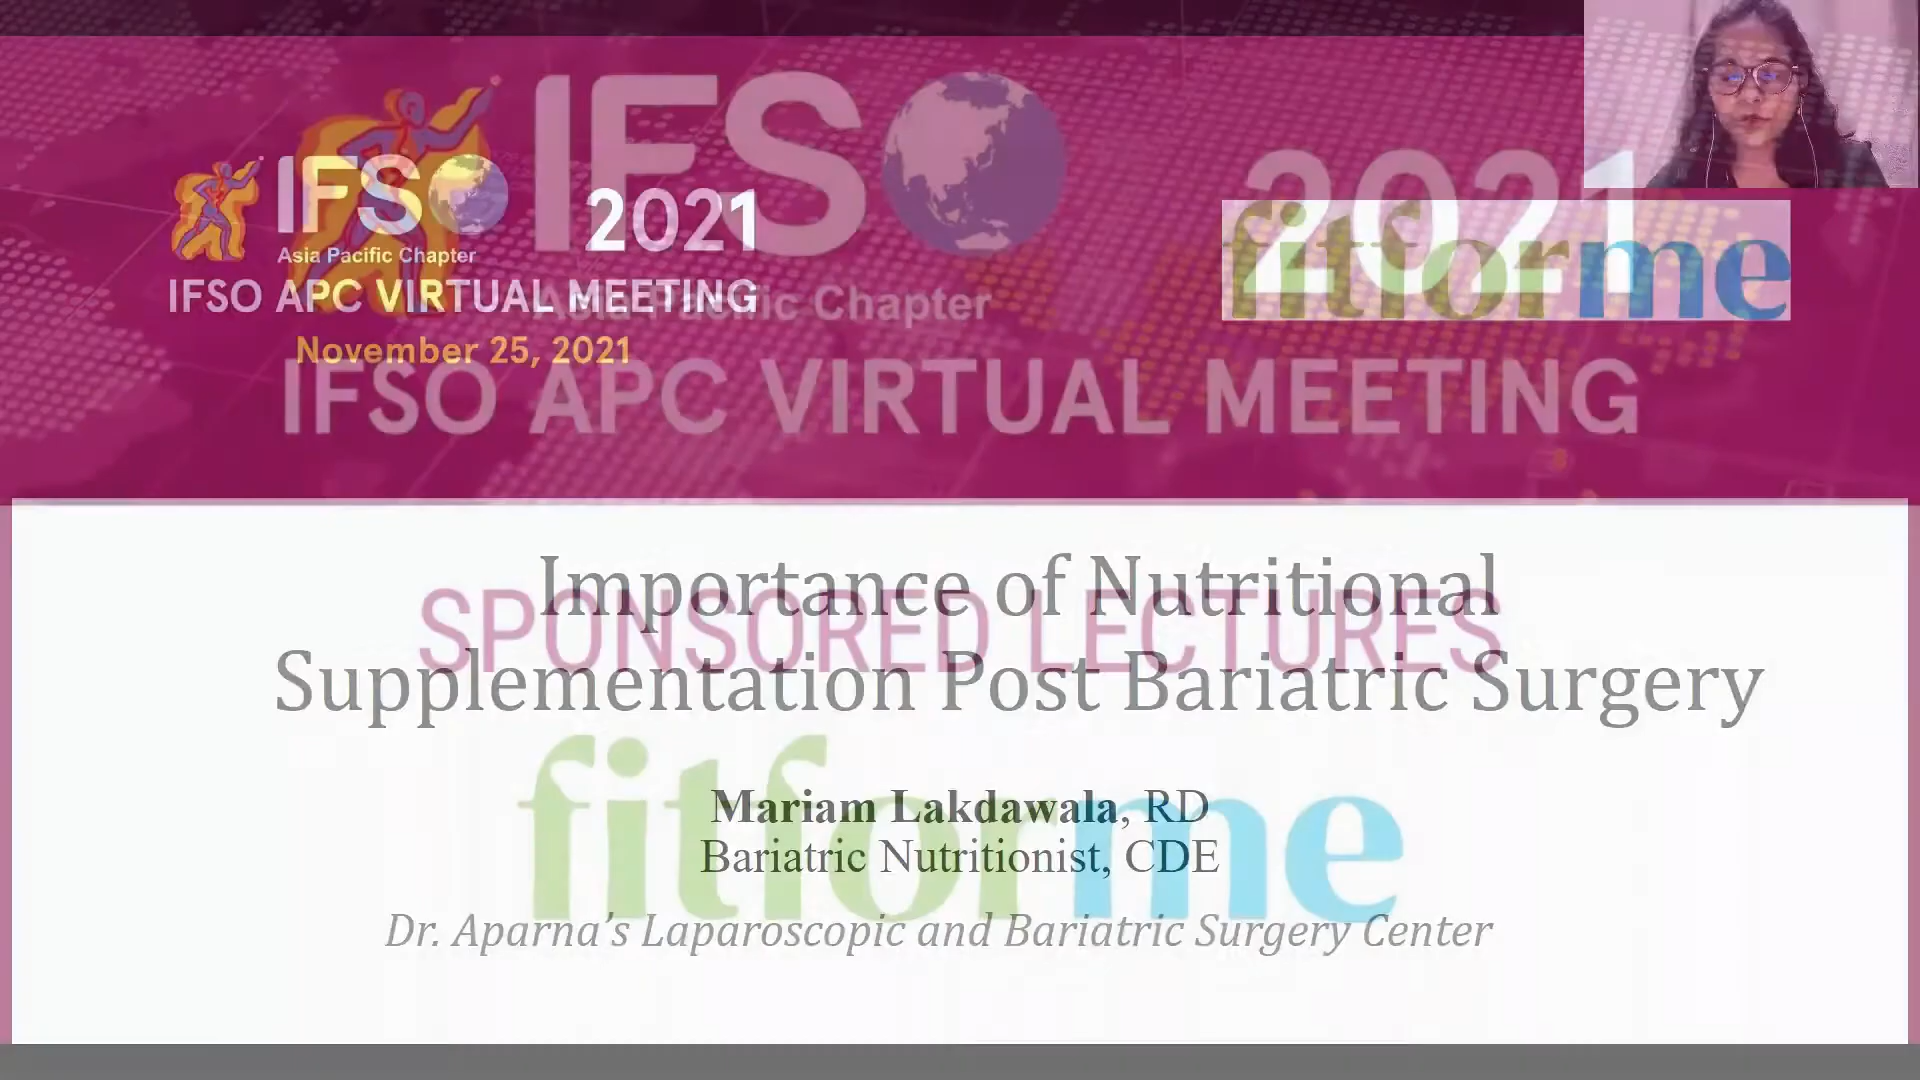 IFSO
2021
Asia Pacific Chapter
IFSO APC VIRTUAL MEETING
November 25, 2021
IFSO
2021
Asia Pacific Chapter
IFSO APC VIRTUAL MEETING
fitforme
Importance of Nutritional
Supplementation Post Bariatric Surgery
SPONSORED LECTURES
fitforme
Mariam Lakdawala, RD
Bariatric Nutritionist, CDE
Dr. Aparna’s Laparoscopic and Bariatric Surgery Center